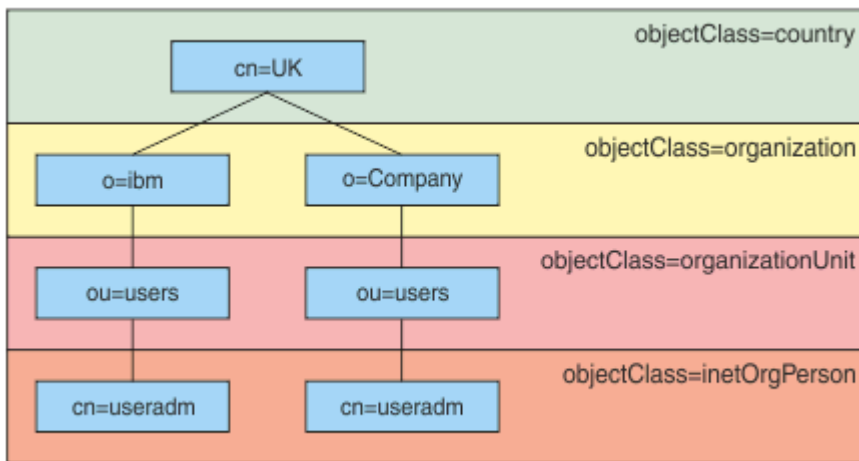 objectClass=country
cn=UK
objectClass=organization
o=ibm
o=Company
objectClass=organizationUnit
ou=users
ou=users
objectClass=inetOrgPerson
cn=useradm
cn=useradm